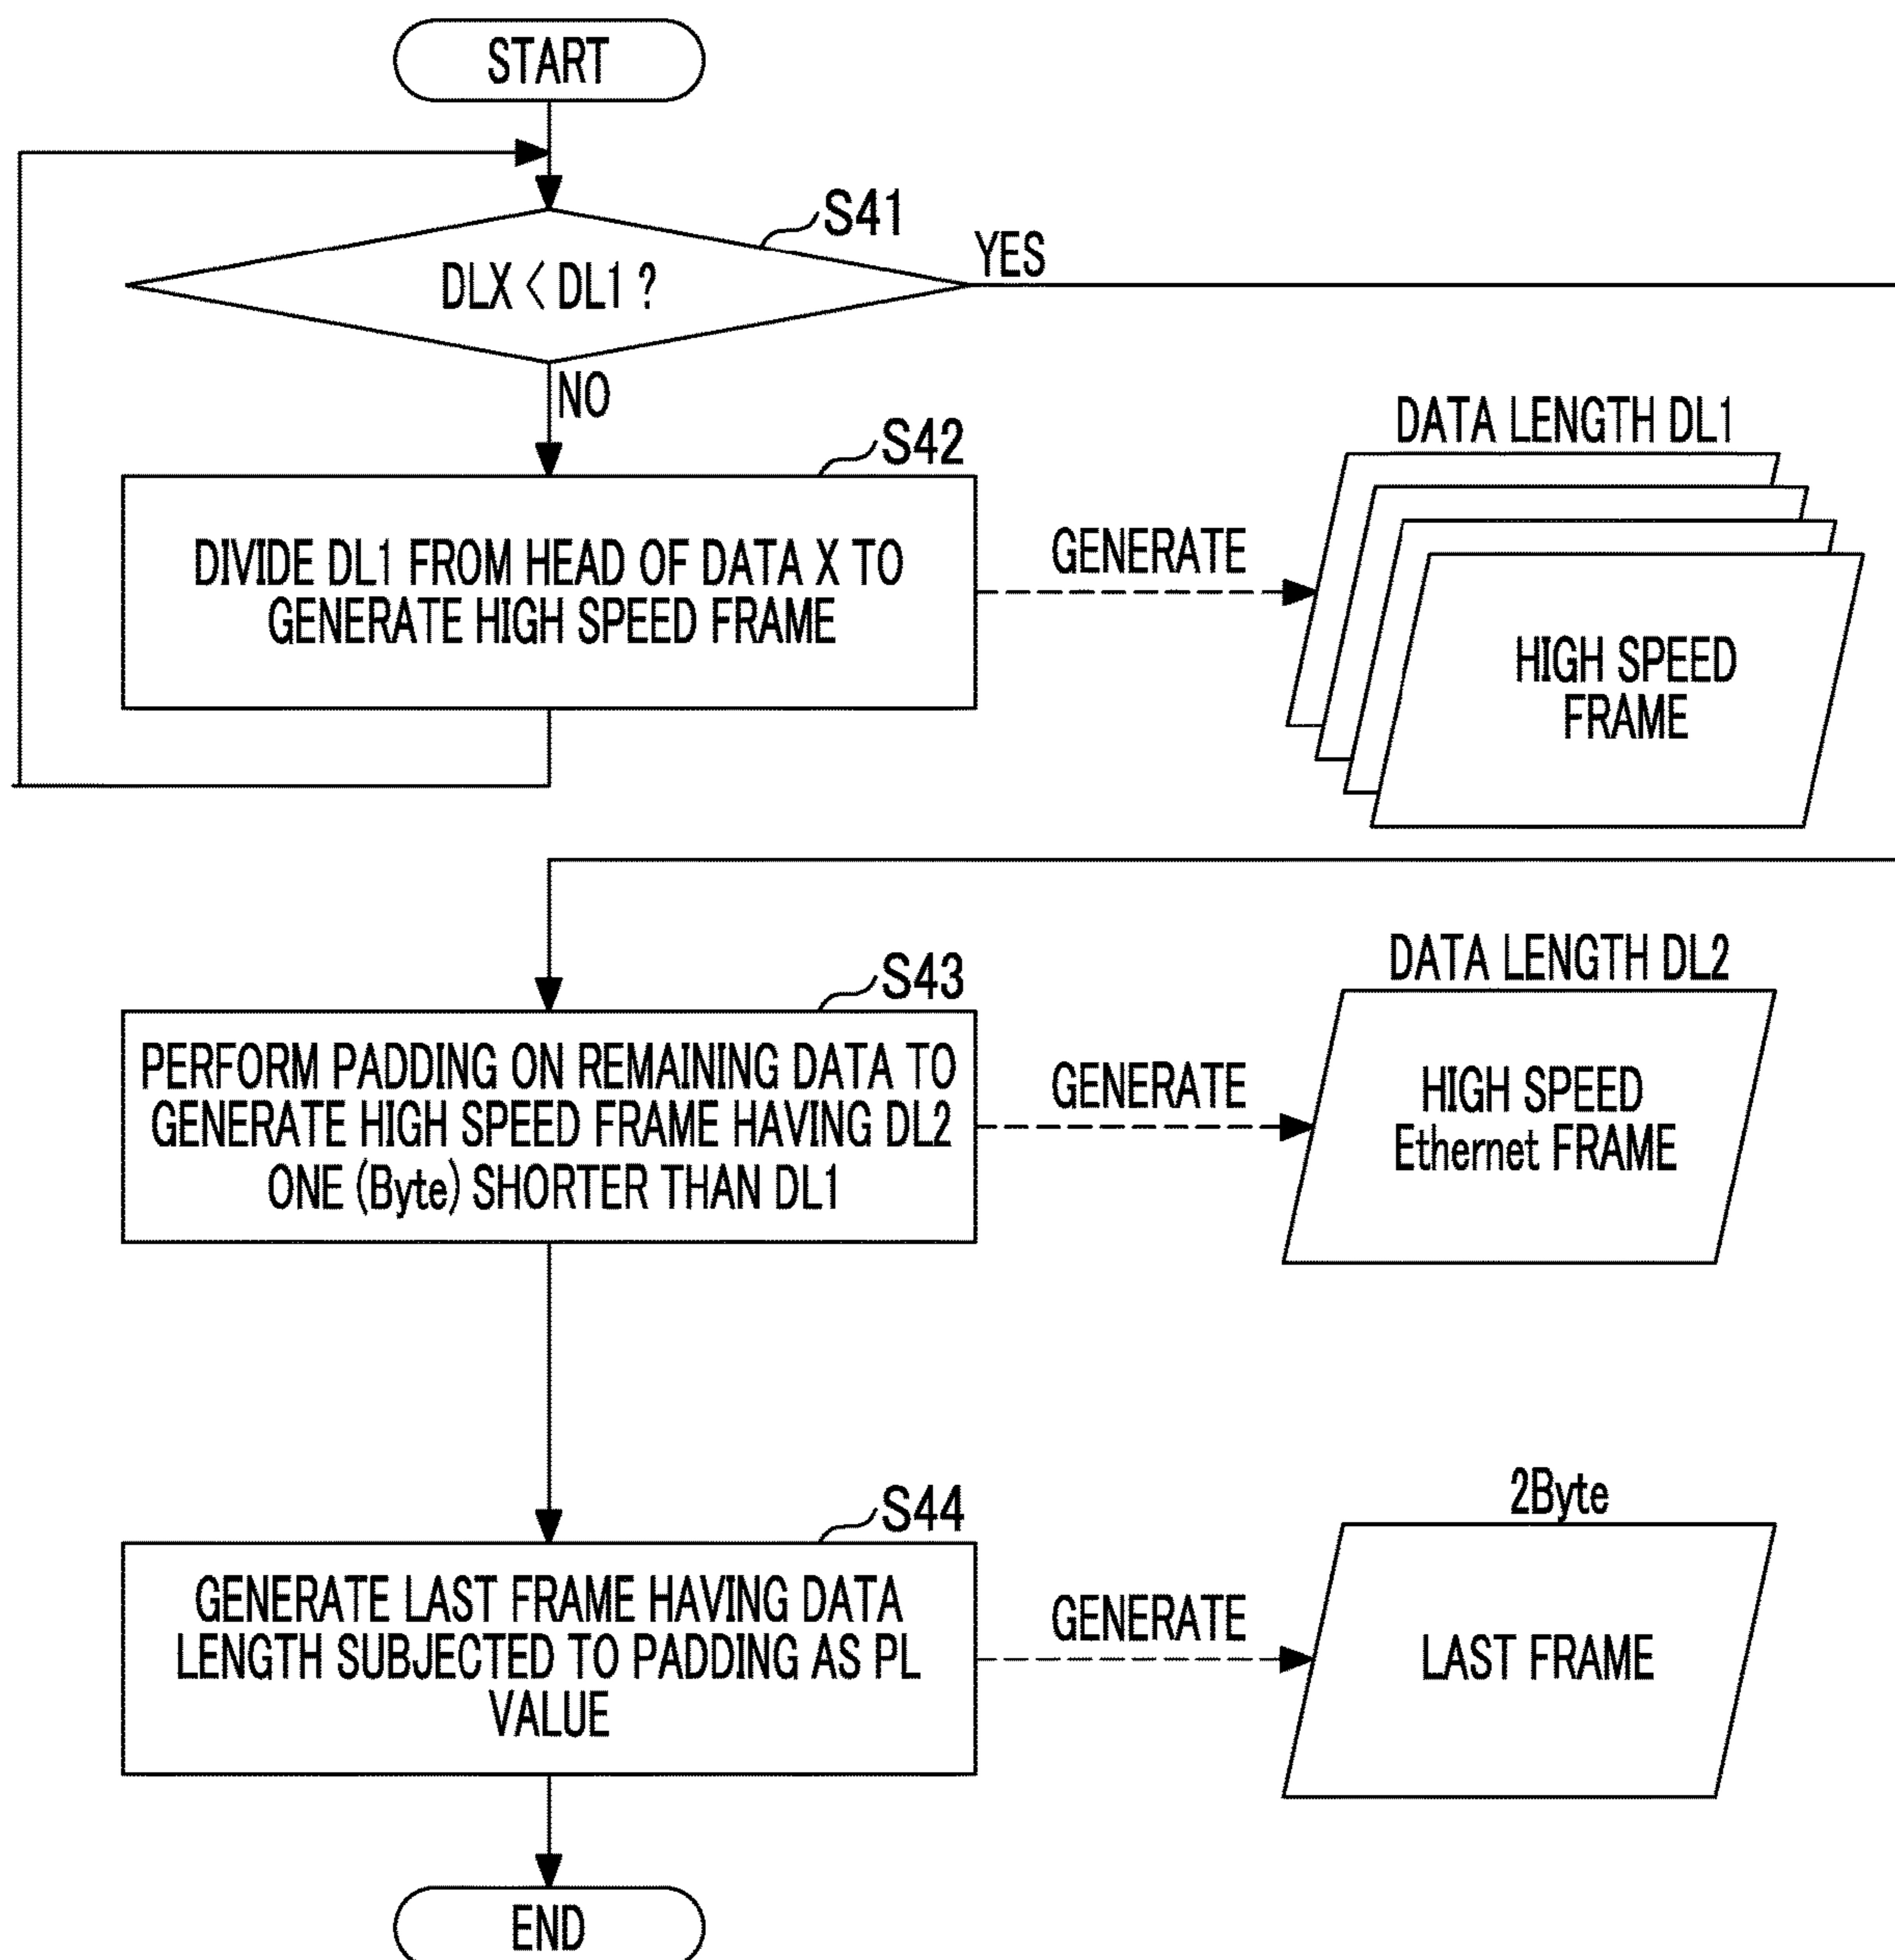 START
S41
DLX < DL1 ?
YES
NO
S42
DIVIDE DL1 FROM HEAD OF DATA X TO
GENERATE HIGH SPEED FRAME
GENERATE
DATA LENGTH DL1
HIGH SPEED
FRAME
S43
PERFORM PADDING ON REMAINING DATA TO
GENERATE HIGH SPEED FRAME HAVING DL2
ONE (Byte) SHORTER THAN DL1
GENERATE
DATA LENGTH DL2
HIGH SPEED
Ethernet FRAME
S44
GENERATE LAST FRAME HAVING DATA
LENGTH SUBJECTED TO PADDING AS PL
VALUE
GENERATE
2Byte
LAST FRAME
END